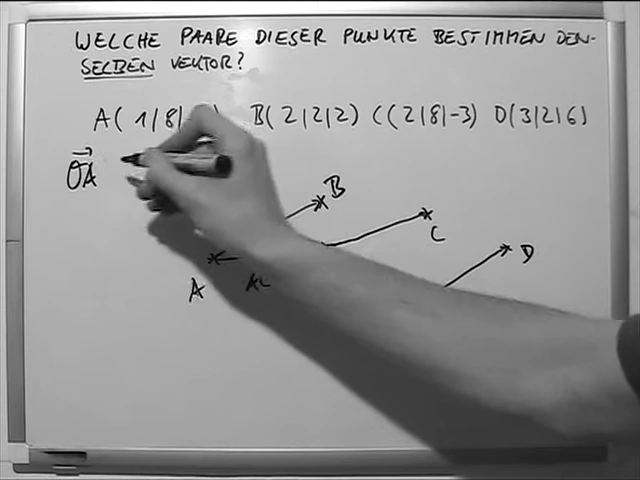 WELCHE PAARE DIESER PUNKTE BESTIMMEN DEN-
SELBEN VEKTOR?
A( 1|8| B(2|2|2) C(2|8|-3) D(3|2|6)
OA
B
C
D
A